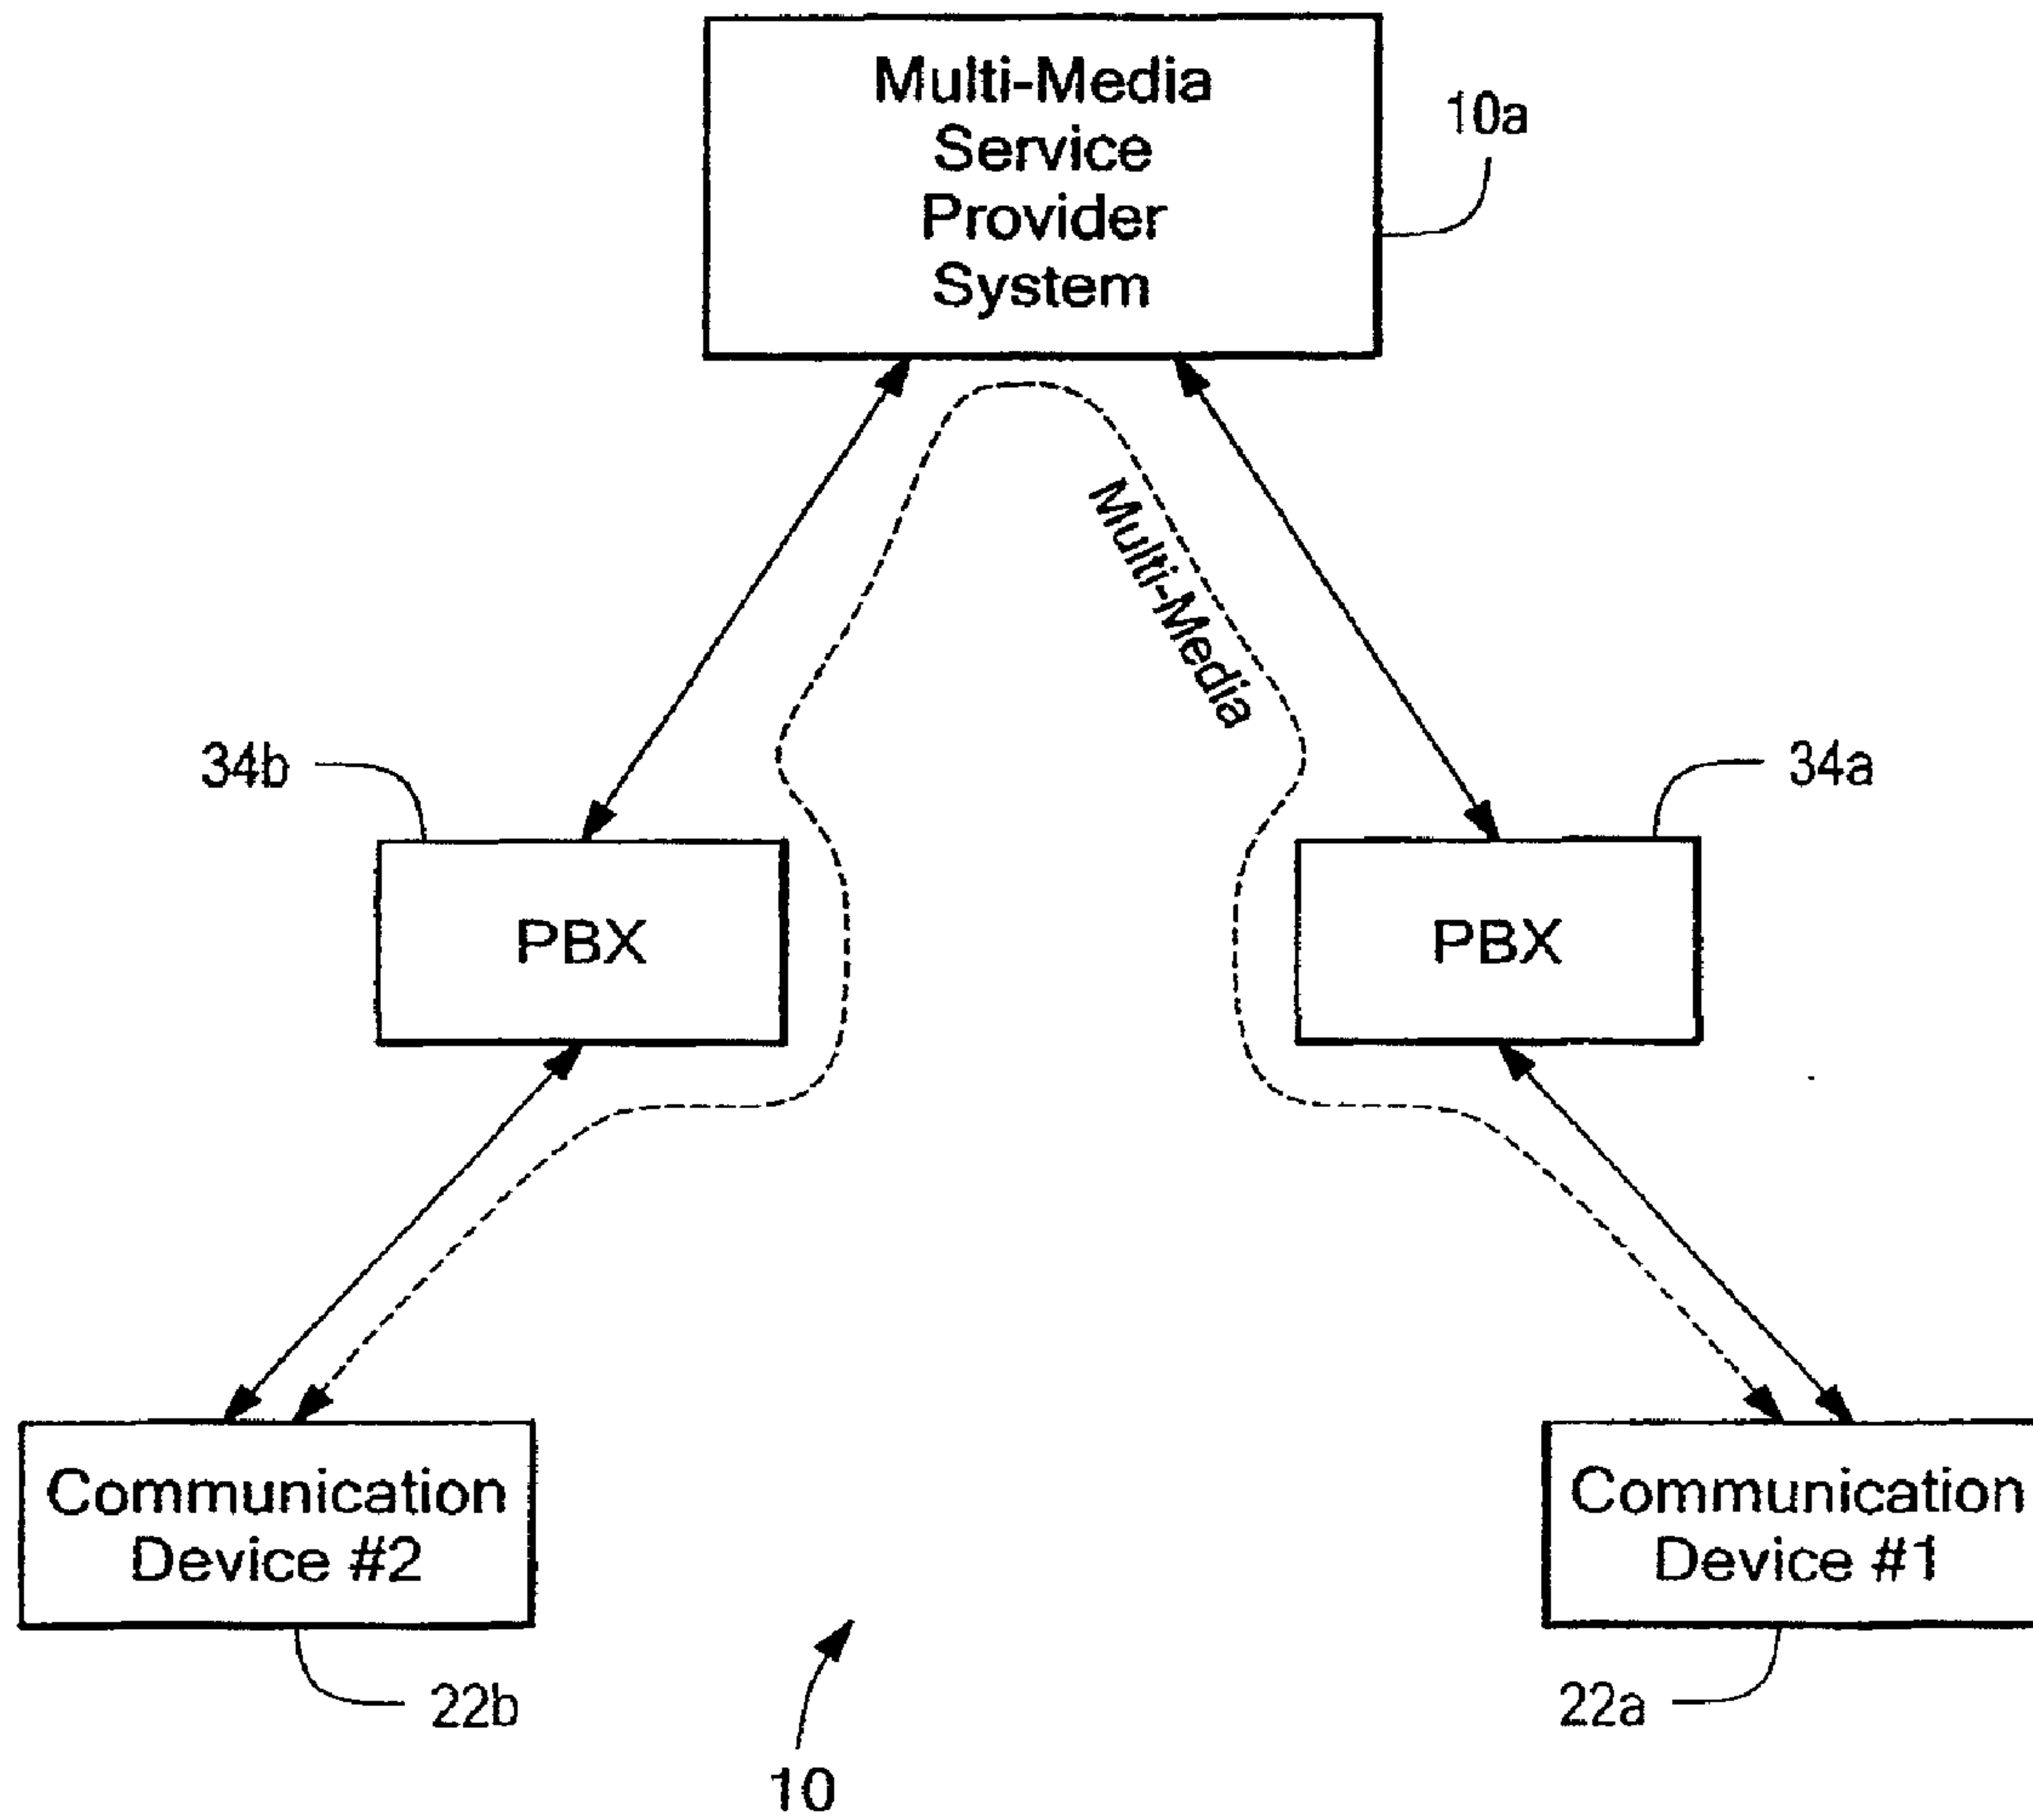 Multi-Media
Service
Provider
System
10a
Multi-Media
34b
34a
PBX
PBX
Communication
Device #2
Communication
Device #1
22b
22a
10